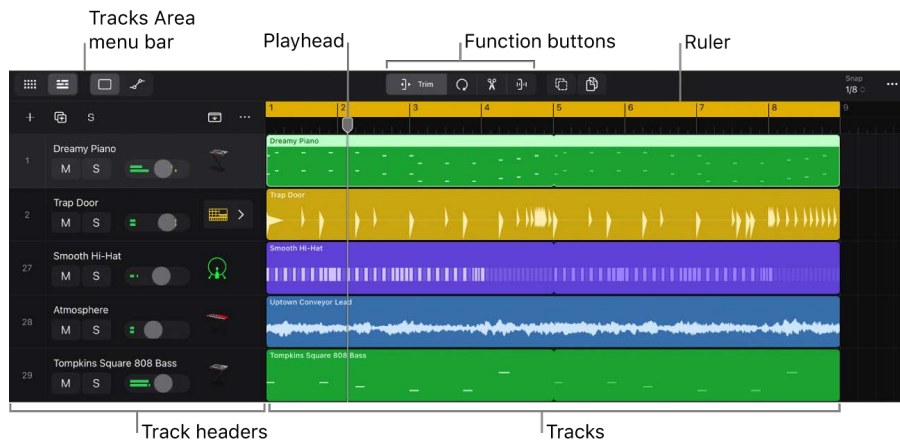 Tracks Area
menu bar
Playhead
Function buttons
Ruler
Trim
Snap
1/8
S
1 2 3 4 5 6 7 8 9
1
Dreamy Piano
M S
Dreamy Piano
2
Trap Door
M S
Trap Door
27
Smooth Hi-Hat
M S
Smooth Hi-Hat
28
Atmosphere
M S
Uptown Conveyor Lead
29
Tompkins Square 808 Bass
M S
Tompkins Square 808 Bass
Track headers
Tracks